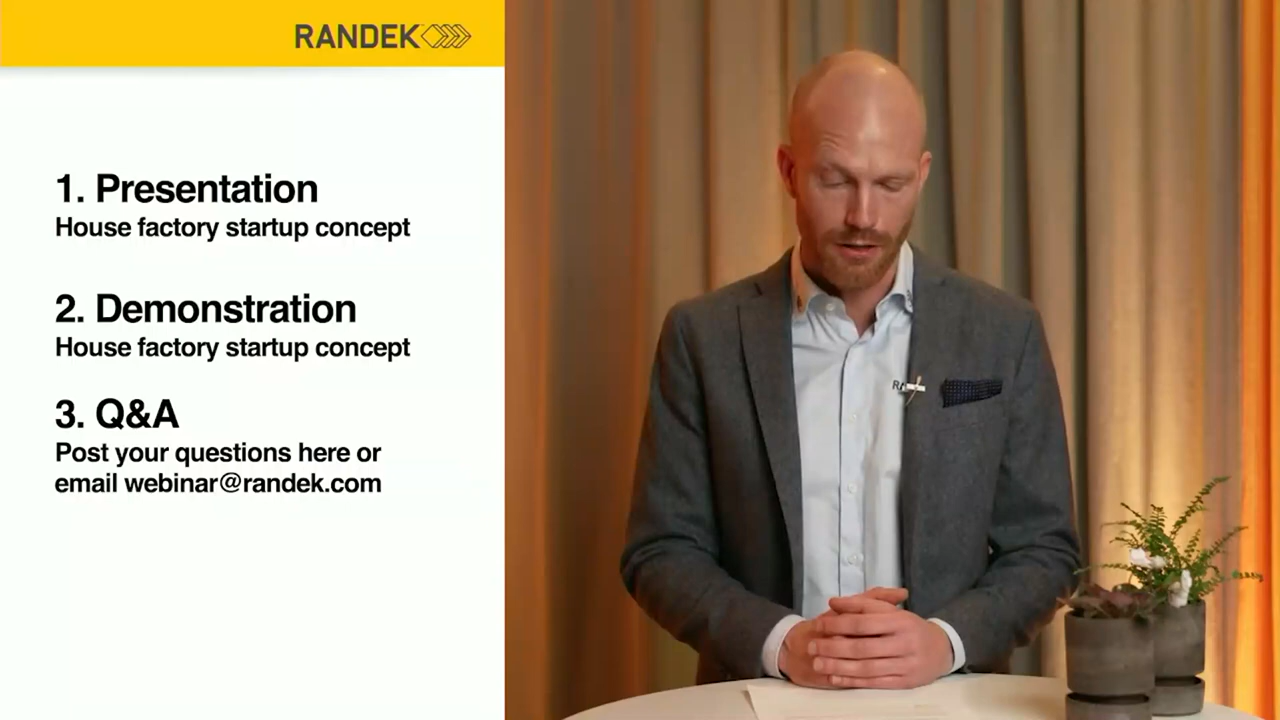 RANDEK
1. Presentation
House factory startup concept
2. Demonstration
House factory startup concept
3. Q&A
Post your questions here or
email webinar@randek.com